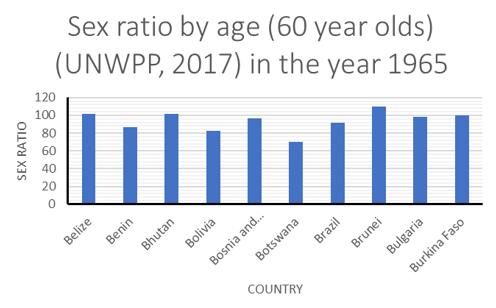 Sex ratio by age (60 year olds)
(UNWPP, 2017) in the year 1965
120
100
80
60
40
20
0
SEX RATIO
Belize
Benin
Bhutan
Bolivia
Bosnia and...
Botswana
Brazil
Brunei
Bulgaria
Burkina Faso
COUNTRY